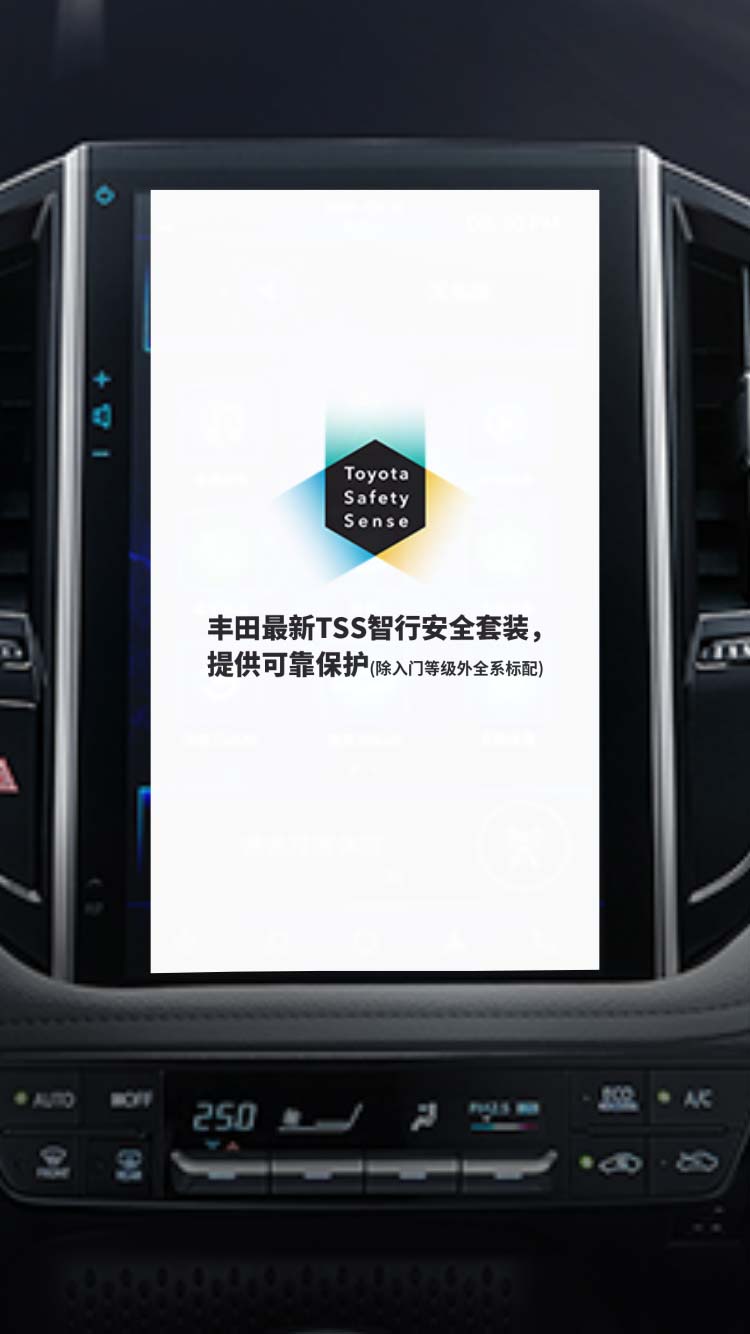 Toyota
Safety
Sense
丰田最新TSS智行安全套装，
提供可靠保护(除入门等级外全系标配)
AUTO
OFF
25.0
PM2.5
ECO
A/C
FRONT
REAR